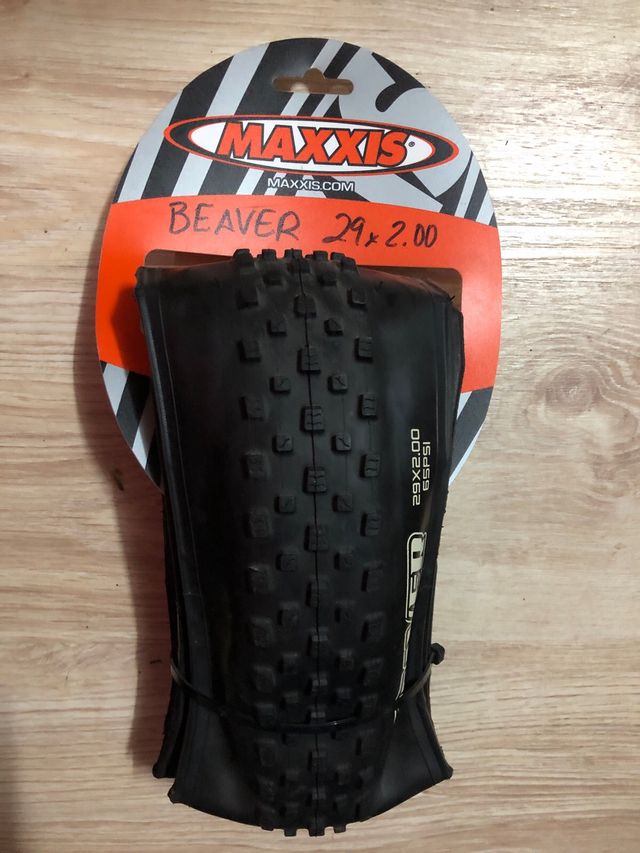 MAXXIS®
MAXXIS.COM
BEAVER 29x2.00
29X2.00
65PSI